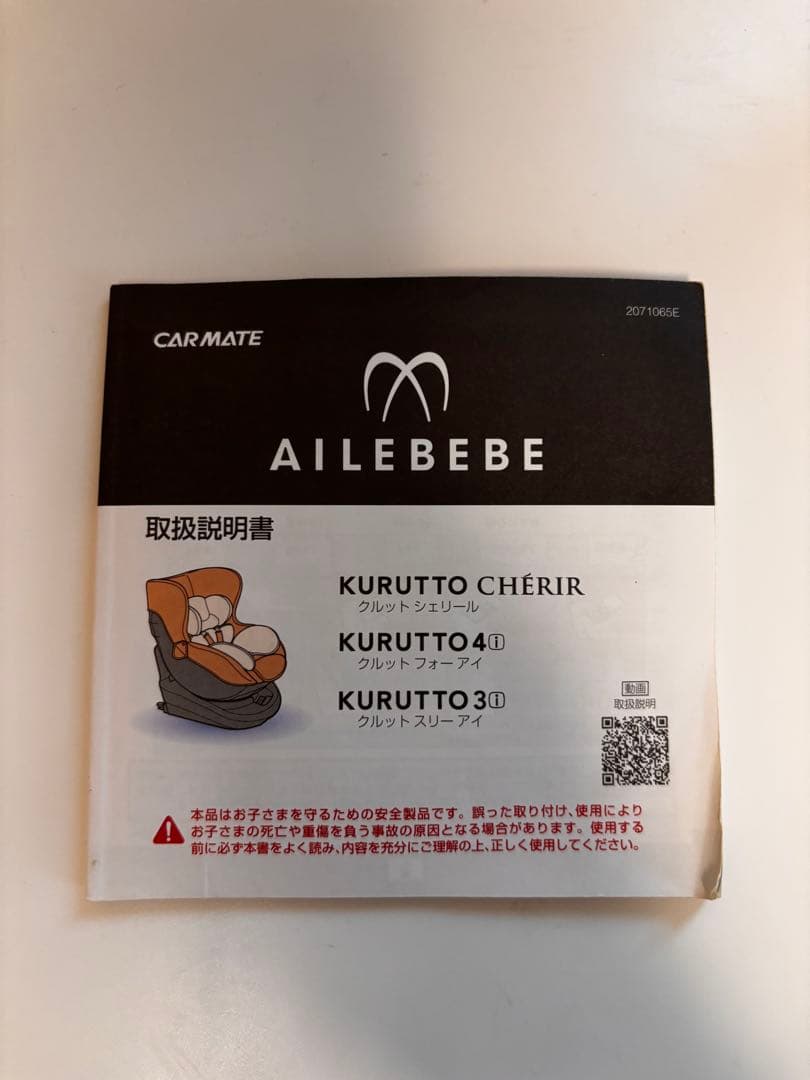 2071065E
CARMATE
AILEBEBE
取扱説明書
KURUTTO CHÉRIR
クルット シェリール
KURUTTO4i
クルット フォー アイ
KURUTTO3i
クルット スリー アイ
動画
取扱説明
本品はお子さまを守るための安全製品です。誤った取り付け、使用により
お子さまの死亡や重傷を負う事故の原因となる場合があります。使用する
前に必ず本書をよく読み、内容を充分にご理解の上、正しく使用してください。